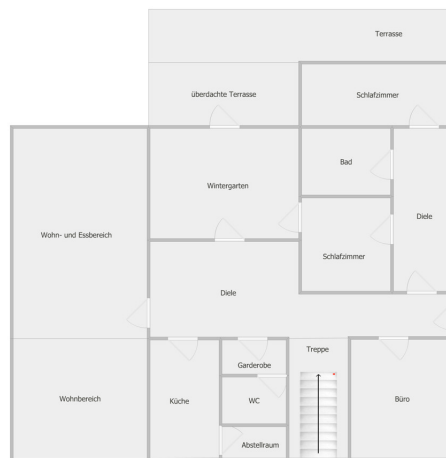 Terrasse
überdachte Terrasse
Schlafzimmer
Bad
Wintergarten
Diele
Wohn- und Essbereich
Schlafzimmer
Diele
Treppe
Garderobe
Küche
WC
Büro
Wohnbereich
Abstellraum